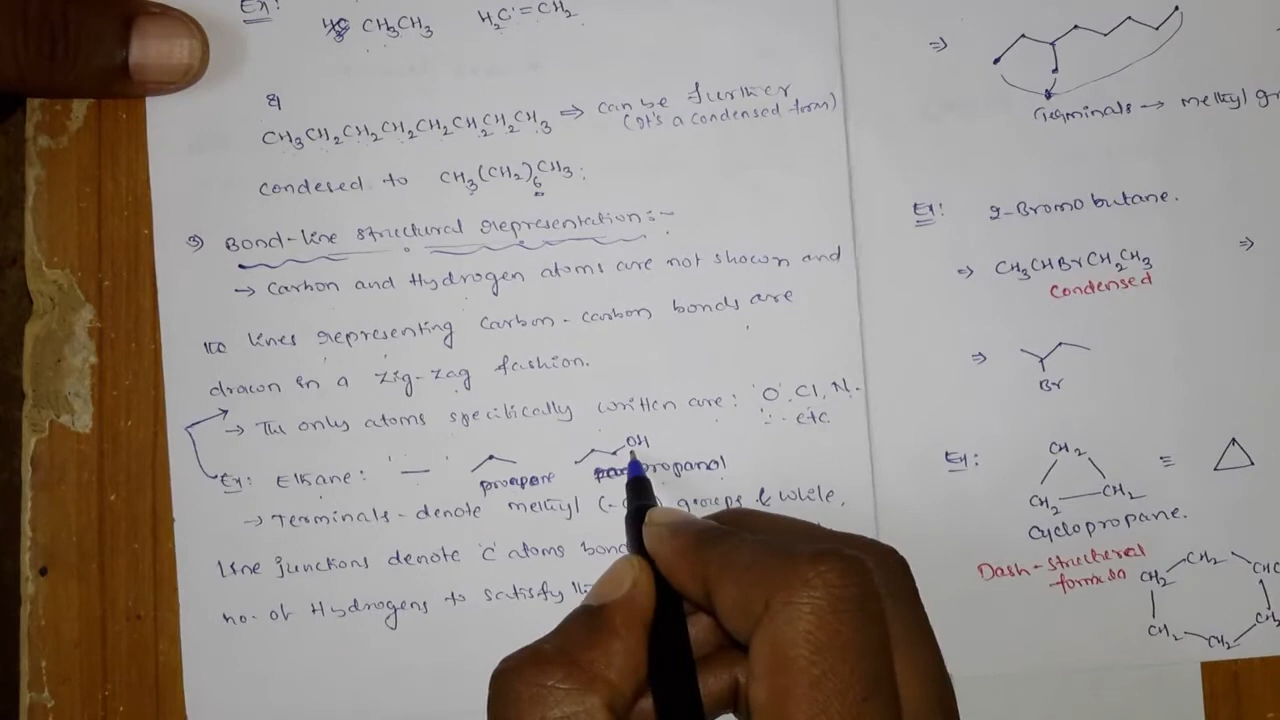 Ex:
CH3CH3 H2C=CH2
&
CH3CH2CH2CH2CH2CH2CH2CH3 ⇒ can be further
(It's a condensed form)
condesed to CH3(CH2)6CH3:
3) Bond-line structural representation:-
→ Carbon and Hydrogen atoms are not shown and
lines representing carbon-carbon bonds are
drawn in a zig-zag fashion.
→ The only atoms specifically written are: O, Cl, N.
etc
Ex: Ethane: —
OH
propane propanol
→ Terminals - denote methyl groups & while,
Line junctions denote 'c' atoms
no. of Hydrogens to satisfy
⇒
Terminals → methyl
Ex: 2-Bromo butane.
⇒ CH3CHBrCH2CH3 ⇒
condensed
⇒
Br
Ex: CH2 ≡
CH2 — CH2
cyclopropane.
Dash-structural
formula
CH2
CH2
CH2 CH2